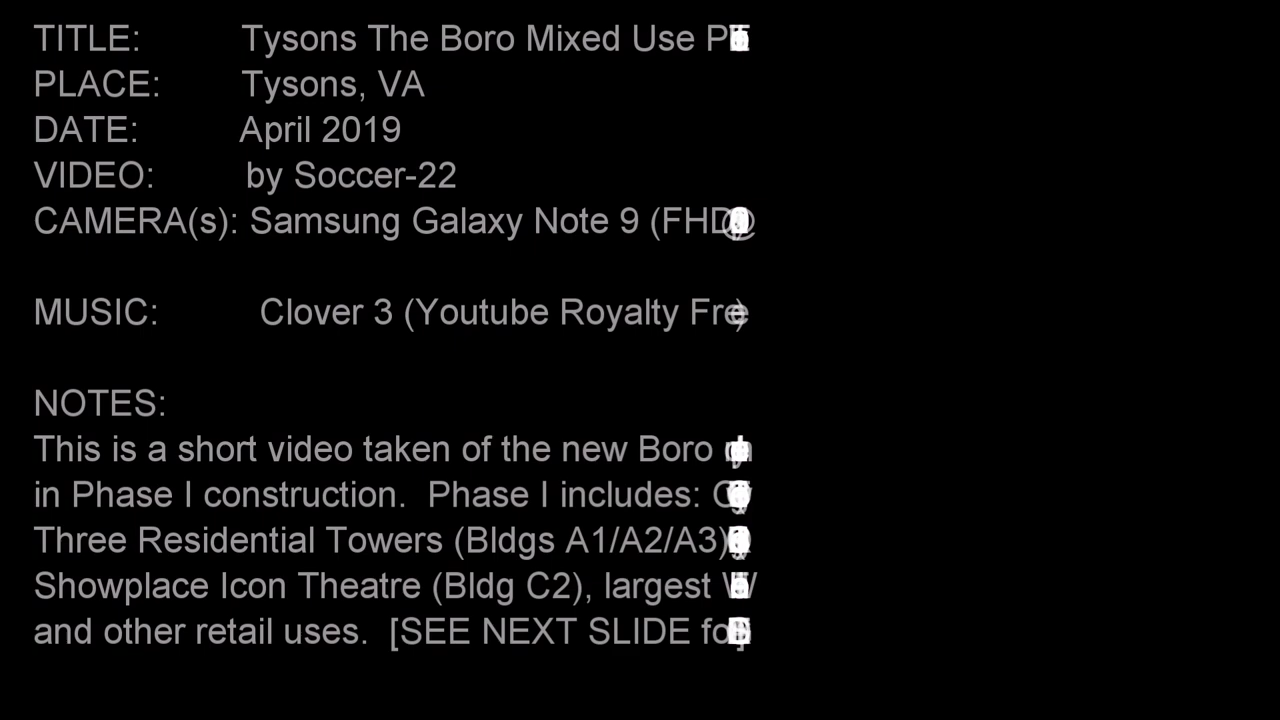 TITLE: Tysons The Boro Mixed Use
PLACE: Tysons, VA
DATE: April 2019
VIDEO: by Soccer-22
CAMERA(s): Samsung Galaxy Note 9 (FHD
MUSIC: Clover 3 (Youtube Royalty Fre
NOTES:
This is a short video taken of the new Boro
in Phase I construction. Phase I includes:
Three Residential Towers (Bldgs A1/A2/A3)
Showplace Icon Theatre (Bldg C2), largest
and other retail uses. [SEE NEXT SLIDE fo